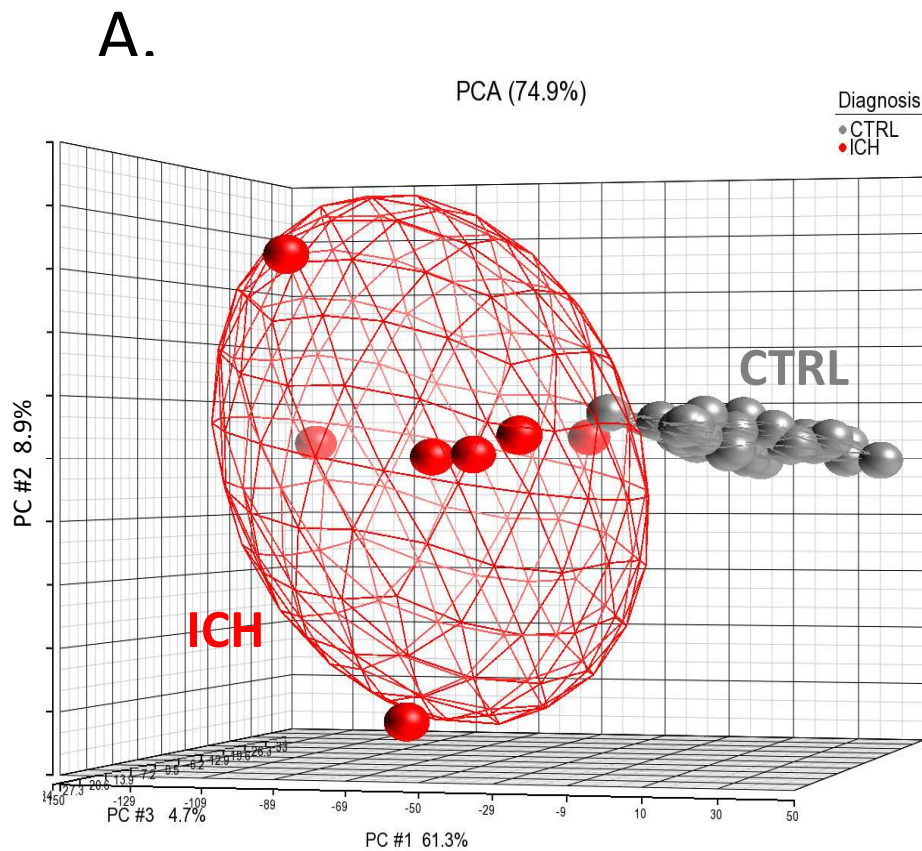 A.
PCA (74.9%)
Diagnosis
CTRL
ICH
CTRL
PC #2 8.9%
ICH
-150 -129 -109 -89 -69 -50 -29 -9 10 30 50
PC #3 4.7%
PC #1 61.3%